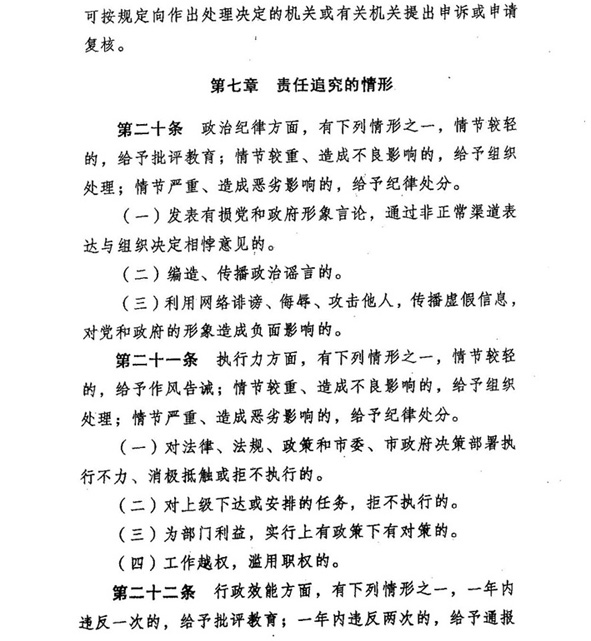 可按规定向作出处理决定的机关或有关机关提出申诉或申请
复核。
第七章 责任追究的情形
第二十条 政治纪律方面，有下列情形之一，情节较轻
的，给予批评教育；情节较重、造成不良影响的，给予组织
处理；情节严重、造成恶劣影响的，给予纪律处分。
（一）发表有损党和政府形象言论，通过非正常渠道表
达与组织决定相悖意见的。
（二）编造、传播政治谣言的。
（三）利用网络诽谤、侮辱、攻击他人，传播虚假信息，
对党和政府的形象造成负面影响的。
第二十一条 执行力方面，有下列情形之一，情节较轻
的，给予作风告诫；情节较重、造成不良影响的，给予组织
处理；情节严重、造成恶劣影响的，给予纪律处分。
（一）对法律、法规、政策和市委、市政府决策部署执
行不力、消极抵触或拒不执行的。
（二）对上级下达或安排的任务，拒不执行的。
（三）为部门利益，实行上有政策下有对策的。
（四）工作越权，滥用职权的。
第二十二条 行政效能方面，有下列情形之一，一年内
违反一次的，给予批评教育；一年内违反两次的，给予通报